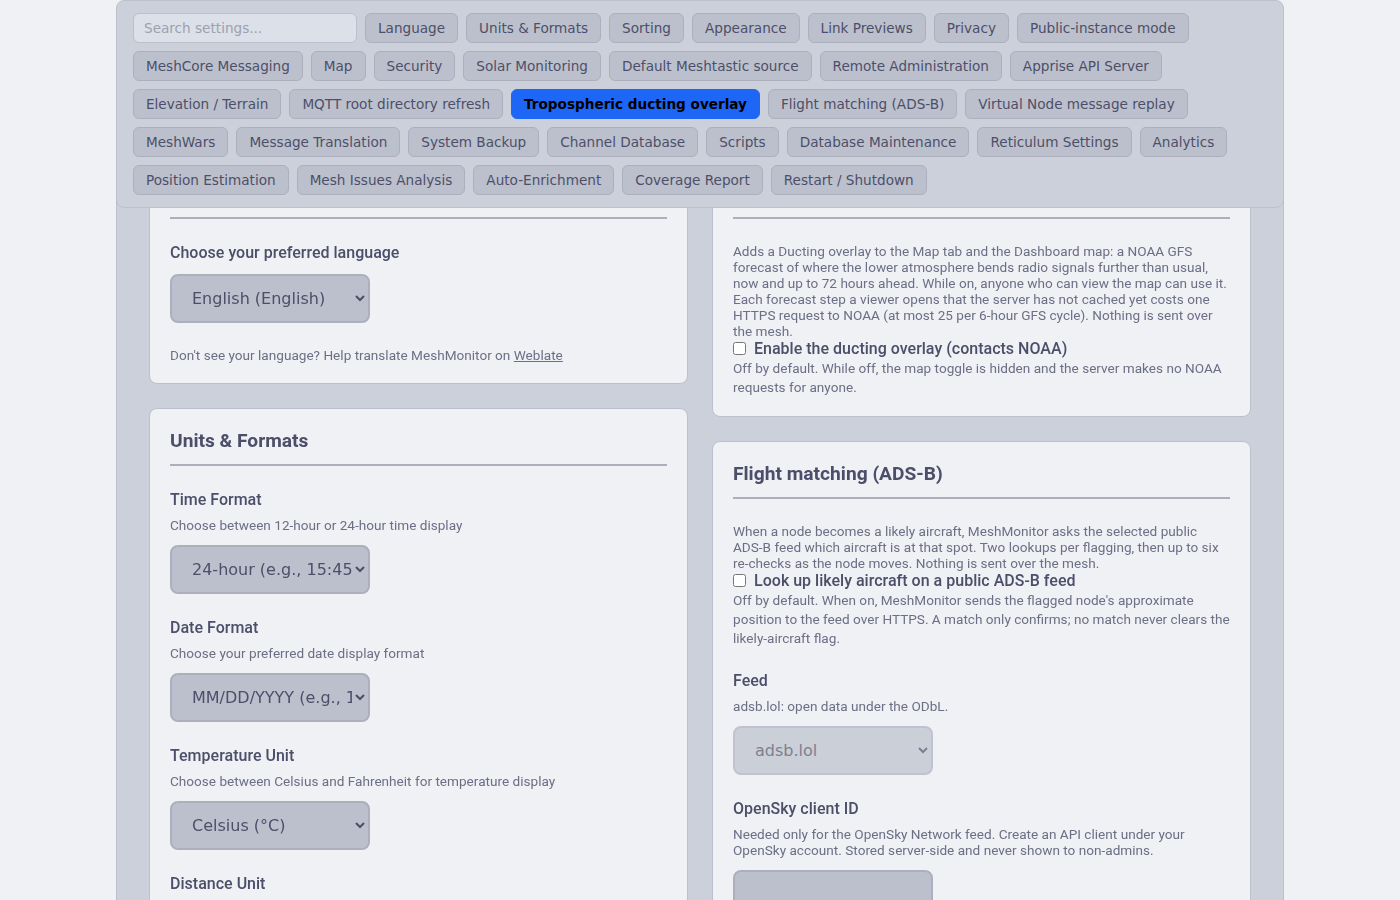 Search settings...
Language
Units & Formats
Sorting
Appearance
Link Previews
Privacy
Public-instance mode
MeshCore Messaging
Map
Security
Solar Monitoring
Default Meshtastic source
Remote Administration
Apprise API Server
Elevation / Terrain
MQTT root directory refresh
Tropospheric ducting overlay
Flight matching (ADS-B)
Virtual Node message replay
MeshWars
Message Translation
System Backup
Channel Database
Scripts
Database Maintenance
Reticulum Settings
Analytics
Position Estimation
Mesh Issues Analysis
Auto-Enrichment
Coverage Report
Restart / Shutdown
Choose your preferred language
English (English)
Don't see your language? Help translate MeshMonitor on Weblate
Units & Formats
Time Format
Choose between 12-hour or 24-hour time display
24-hour (e.g., 15:45
Date Format
Choose your preferred date display format
MM/DD/YYYY (e.g., 1
Temperature Unit
Choose between Celsius and Fahrenheit for temperature display
Celsius (°C)
Distance Unit
Adds a Ducting overlay to the Map tab and the Dashboard map: a NOAA GFS
forecast of where the lower atmosphere bends radio signals further than usual,
now and up to 72 hours ahead. While on, anyone who can view the map can use it.
Each forecast step a viewer opens that the server has not cached yet costs one
HTTPS request to NOAA (at most 25 per 6-hour GFS cycle). Nothing is sent over
the mesh.
Enable the ducting overlay (contacts NOAA)
Off by default. While off, the map toggle is hidden and the server makes no NOAA
requests for anyone.
Flight matching (ADS-B)
When a node becomes a likely aircraft, MeshMonitor asks the selected public
ADS-B feed which aircraft is at that spot. Two lookups per flagging, then up to six
re-checks as the node moves. Nothing is sent over the mesh.
Look up likely aircraft on a public ADS-B feed
Off by default. When on, MeshMonitor sends the flagged node's approximate
position to the feed over HTTPS. A match only confirms; no match never clears the
likely-aircraft flag.
Feed
adsb.lol: open data under the ODbL.
adsb.lol
OpenSky client ID
Needed only for the OpenSky Network feed. Create an API client under your
OpenSky account. Stored server-side and never shown to non-admins.